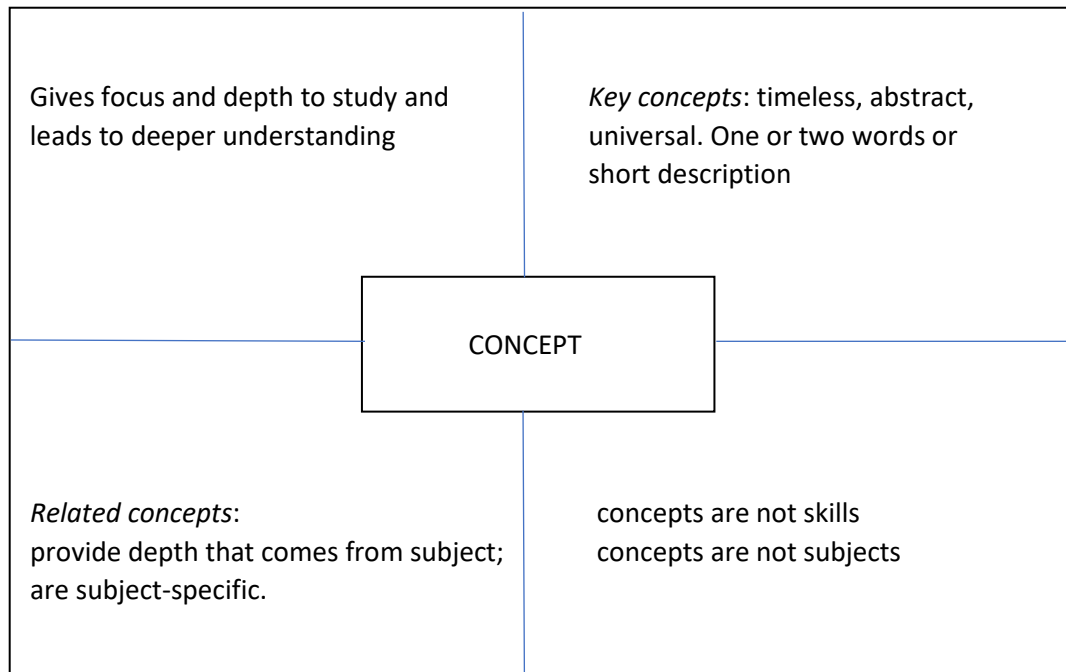 Gives focus and depth to study and
leads to deeper understanding
Key concepts: timeless, abstract,
universal. One or two words or
short description
CONCEPT
Related concepts:
provide depth that comes from subject;
are subject-specific.
concepts are not skills
concepts are not subjects